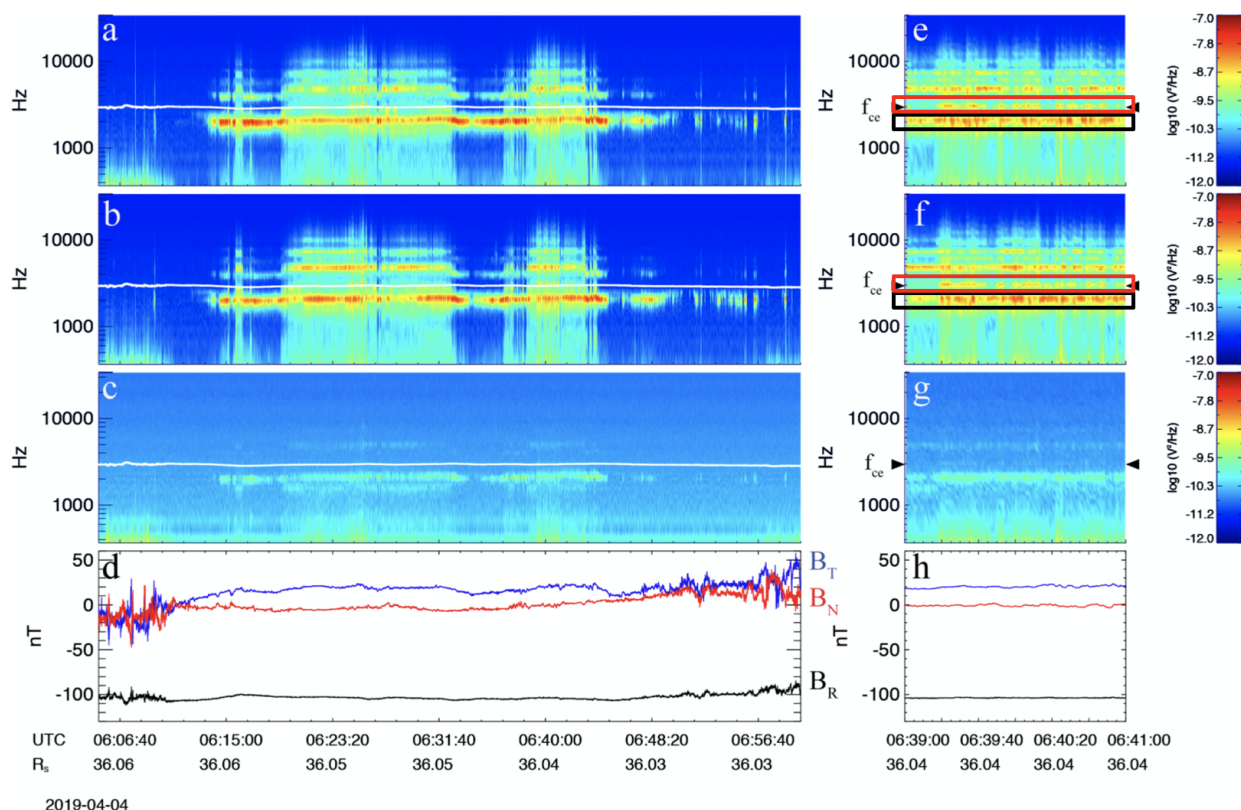 a
e
-7.0
10000
10000
-7.8
-8.7
Hz
Hz
log10 (V²/Hz)
-9.5
fce
1000
1000
-10.3
-11.2
-12.0
b
f
-7.0
10000
10000
-7.8
-8.7
Hz
Hz
log10 (V²/Hz)
-9.5
fce
1000
1000
-10.3
-11.2
-12.0
c
g
-7.0
10000
10000
-7.8
-8.7
Hz
Hz
log10 (V²/Hz)
-9.5
fce
1000
1000
-10.3
-11.2
-12.0
50
d
BT
50
h
0
BN
0
nT
nT
-50
-50
BR
-100
-100
UTC 06:06:40 06:15:00 06:23:20 06:31:40 06:40:00 06:48:20 06:56:40 06:39:00 06:39:40 06:40:20 06:41:00
Rs 36.06 36.06 36.05 36.05 36.04 36.03 36.03 36.04 36.04 36.04 36.04
2019-04-04